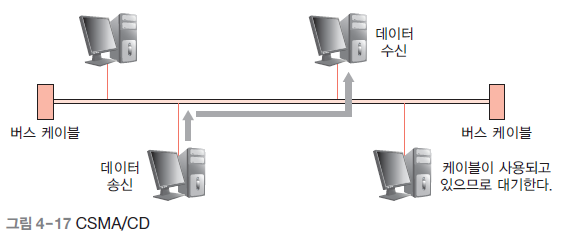 데이터
수신
버스 케이블
버스 케이블
데이터
송신
케이블이 사용되고
있으므로 대기한다.
그림 4-17 CSMA/CD